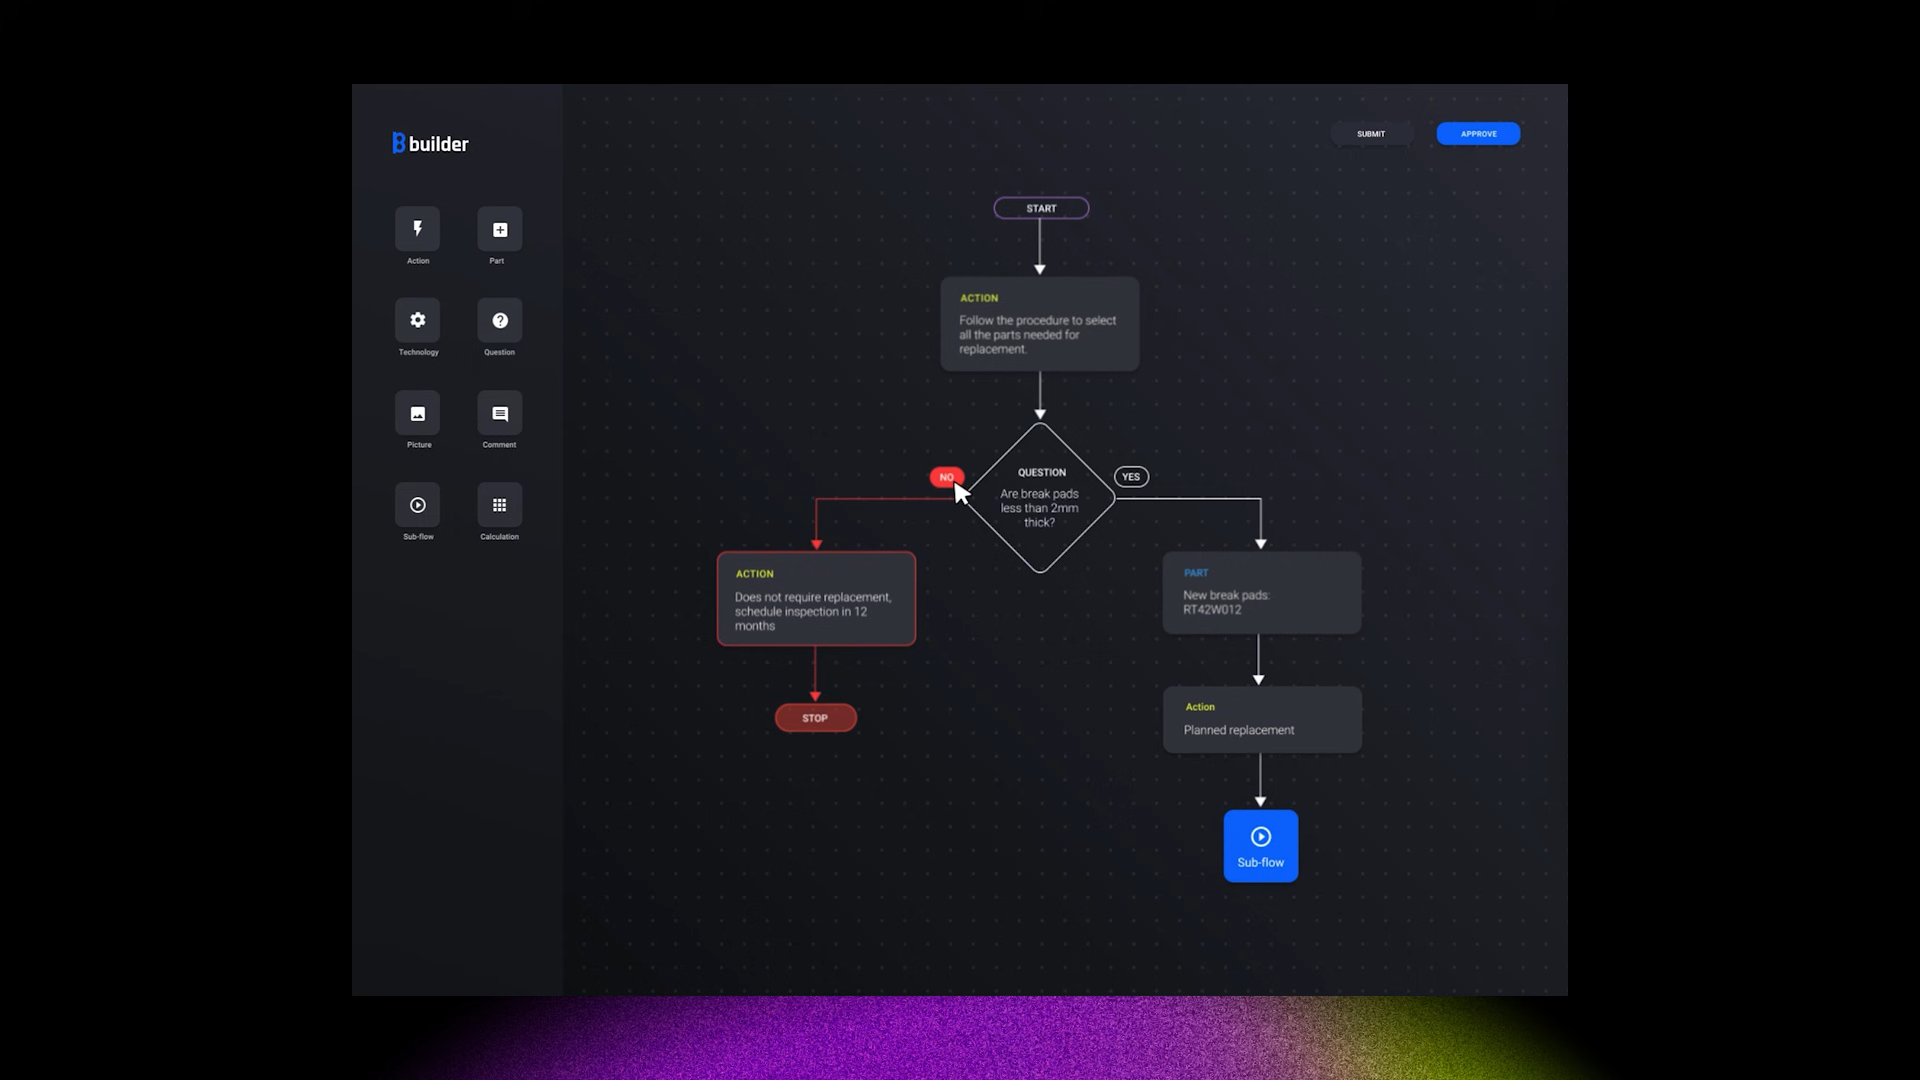 builder
SUBMIT
APPROVE
Action
Part
Technology
Question
Picture
Comment
Sub-flow
Calculation
START
ACTION
Follow the procedure to select
all the parts needed for
replacement.
NO
QUESTION
Are break pads
less than 2mm
thick?
YES
ACTION
Does not require replacement,
schedule inspection in 12
months
STOP
PART
New break pads:
RT42W012
Action
Planned replacement
Sub-flow